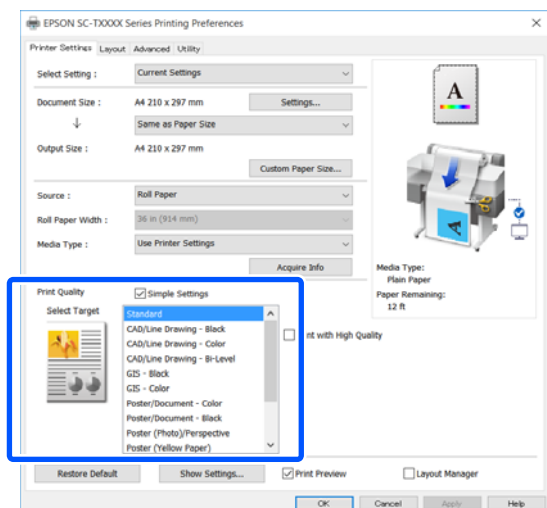 EPSON SC-TXXXX Series Printing Preferences
Printer Settings Layout Advanced Utility
Select Setting : Current Settings
Document Size : A4 210 x 297 mm Settings...
Same as Paper Size
Output Size : A4 210 x 297 mm
Custom Paper Size...
Source : Roll Paper
Roll Paper Width : 36 in (914 mm)
Media Type : Use Printer Settings
Acquire Info
A
Media Type:
Plain Paper
Paper Remaining:
12 ft
Print Quality Simple Settings
Select Target
Standard
CAD/Line Drawing - Black
CAD/Line Drawing - Color
CAD/Line Drawing - Bi-Level
GIS - Black
GIS - Color
Poster/Document - Color
Poster/Document - Black
Poster (Photo)/Perspective
Poster (Yellow Paper)
nt with High Quality
Restore Default Show Settings... Print Preview Layout Manager
OK Cancel Apply Help